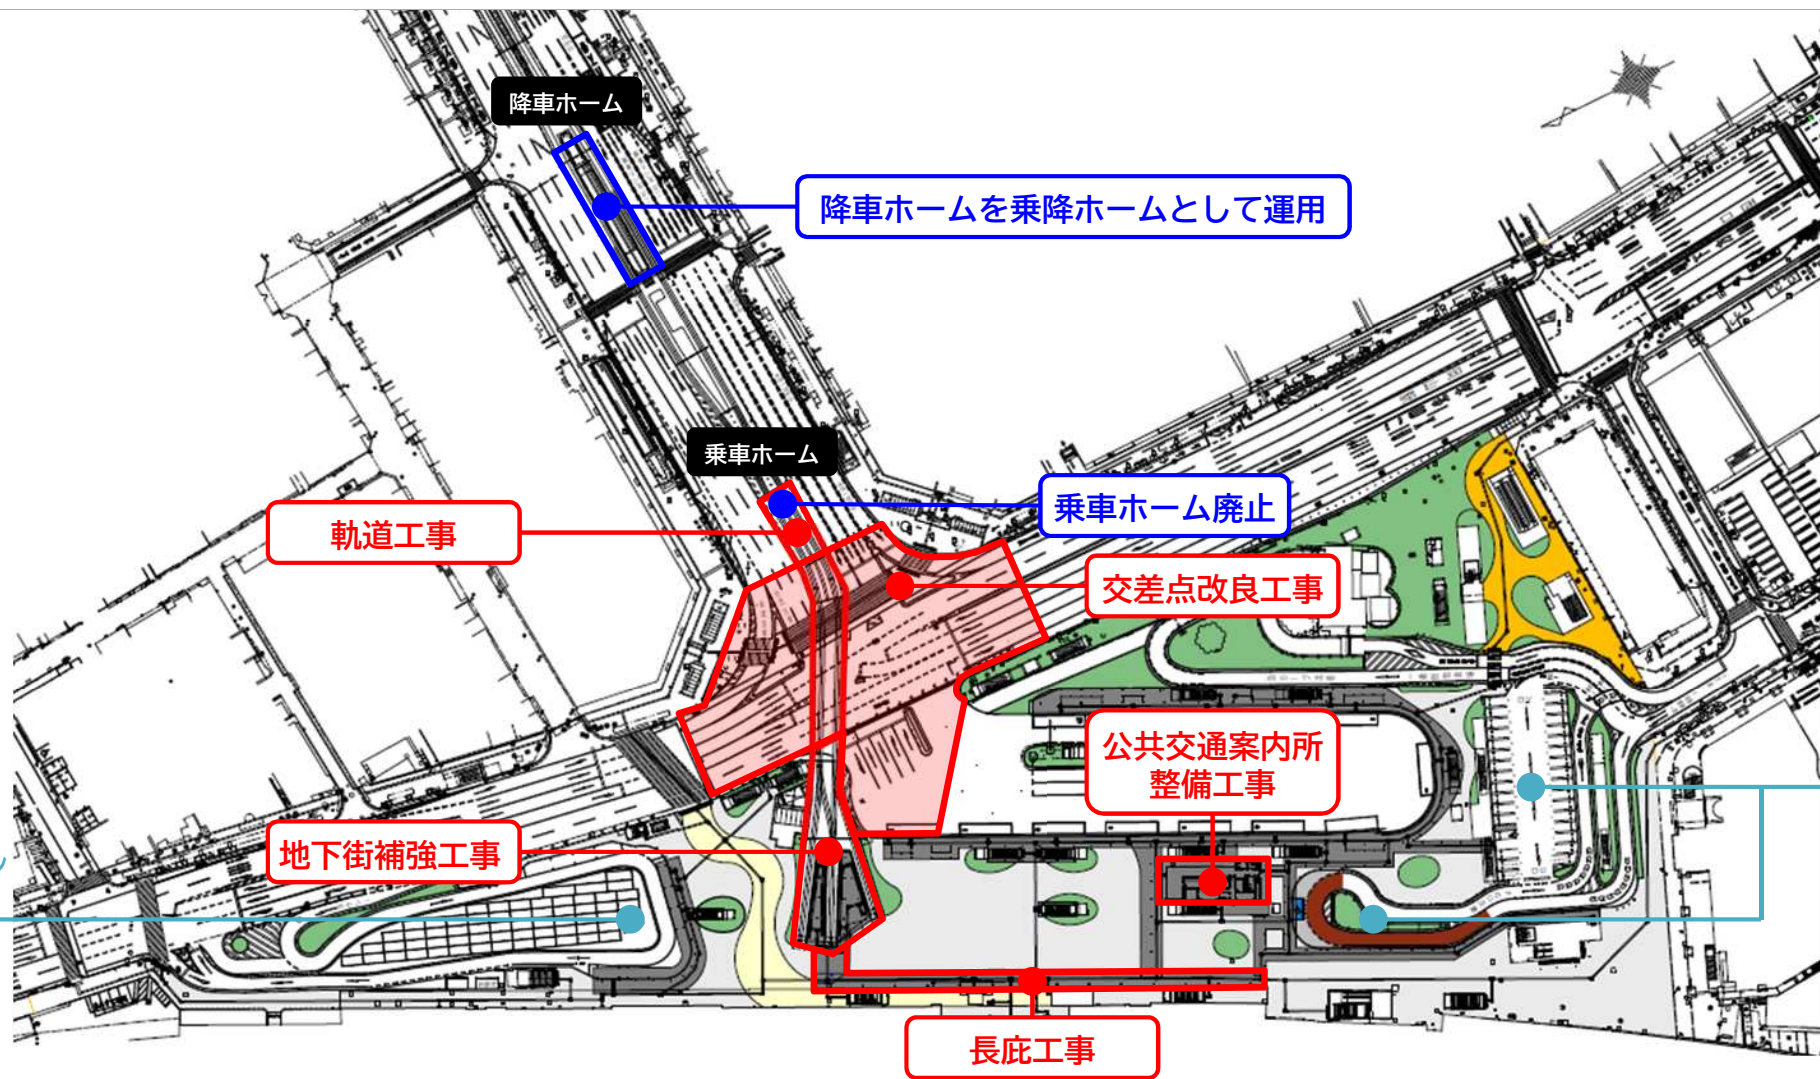 降車ホーム
降車ホームを乗降ホームとして運用
乗車ホーム
乗車ホーム廃止
軌道工事
交差点改良工事
公共交通案内所
整備工事
地下街補強工事
長庇工事